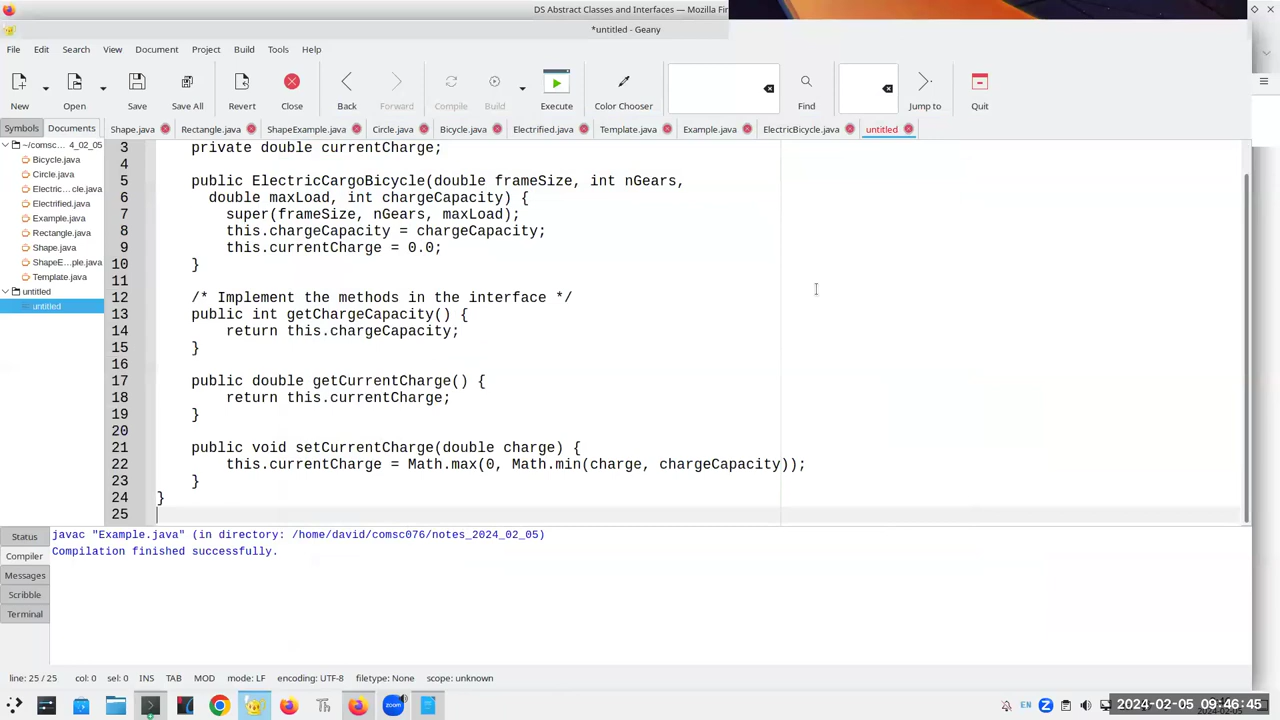 DS Abstract Classes and Interfaces — Mozilla Fir
*untitled - Geany
File Edit Search View Document Project Build Tools Help
New Open Save Save All Revert Close Back Forward Compile Build Execute Color Chooser Find Jump to Quit
Symbols Documents Shape.java Rectangle.java ShapeExample.java Circle.java Bicycle.java Electrified.java Template.java Example.java ElectricBicycle.java untitled
~/comsc... 4_02_05
Bicycle.java
Circle.java
Electric...cle.java
Electrified.java
Example.java
Rectangle.java
Shape.java
ShapeE...ple.java
Template.java
untitled
untitled
3 private double currentCharge;
4
5 public ElectricCargoBicycle(double frameSize, int nGears,
6 double maxLoad, int chargeCapacity) {
7 super(frameSize, nGears, maxLoad);
8 this.chargeCapacity = chargeCapacity;
9 this.currentCharge = 0.0;
10 }
11
12 /* Implement the methods in the interface */
13 public int getChargeCapacity() {
14 return this.chargeCapacity;
15 }
16
17 public double getCurrentCharge() {
18 return this.currentCharge;
19 }
20
21 public void setCurrentCharge(double charge) {
22 this.currentCharge = Math.max(0, Math.min(charge, chargeCapacity));
23 }
24 }
25
Status
Compiler
Messages
Scribble
Terminal
javac "Example.java" (in directory: /home/david/comsc076/notes_2024_02_05)
Compilation finished successfully.
line: 25 / 25 col: 0 sel: 0 INS TAB MOD mode: LF encoding: UTF-8 filetype: None scope: unknown
Th zoom EN Z 2024-02-05 09:46:45